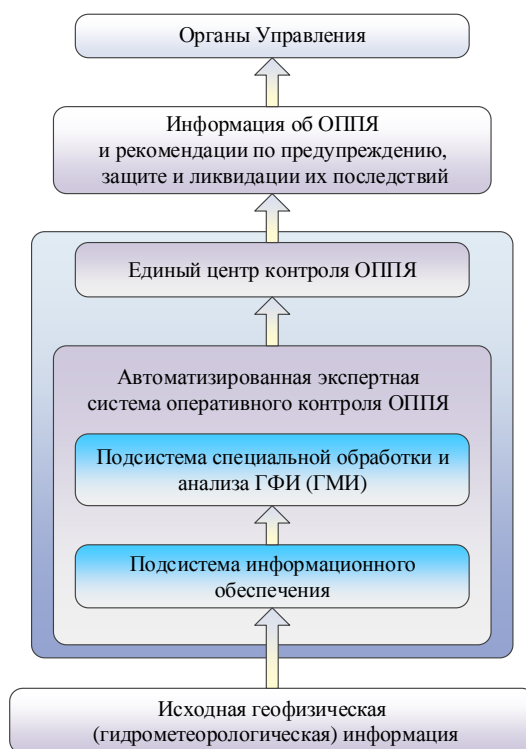 Органы Управления
Информация об ОППЯ
и рекомендации по предупреждению,
защите и ликвидации их последствий
Единый центр контроля ОППЯ
Автоматизированная экспертная
система оперативного контроля ОППЯ
Подсистема специальной обработки и
анализа ГФИ (ГМИ)
Подсистема информационного
обеспечения
Исходная геофизическая
(гидрометеорологическая) информация